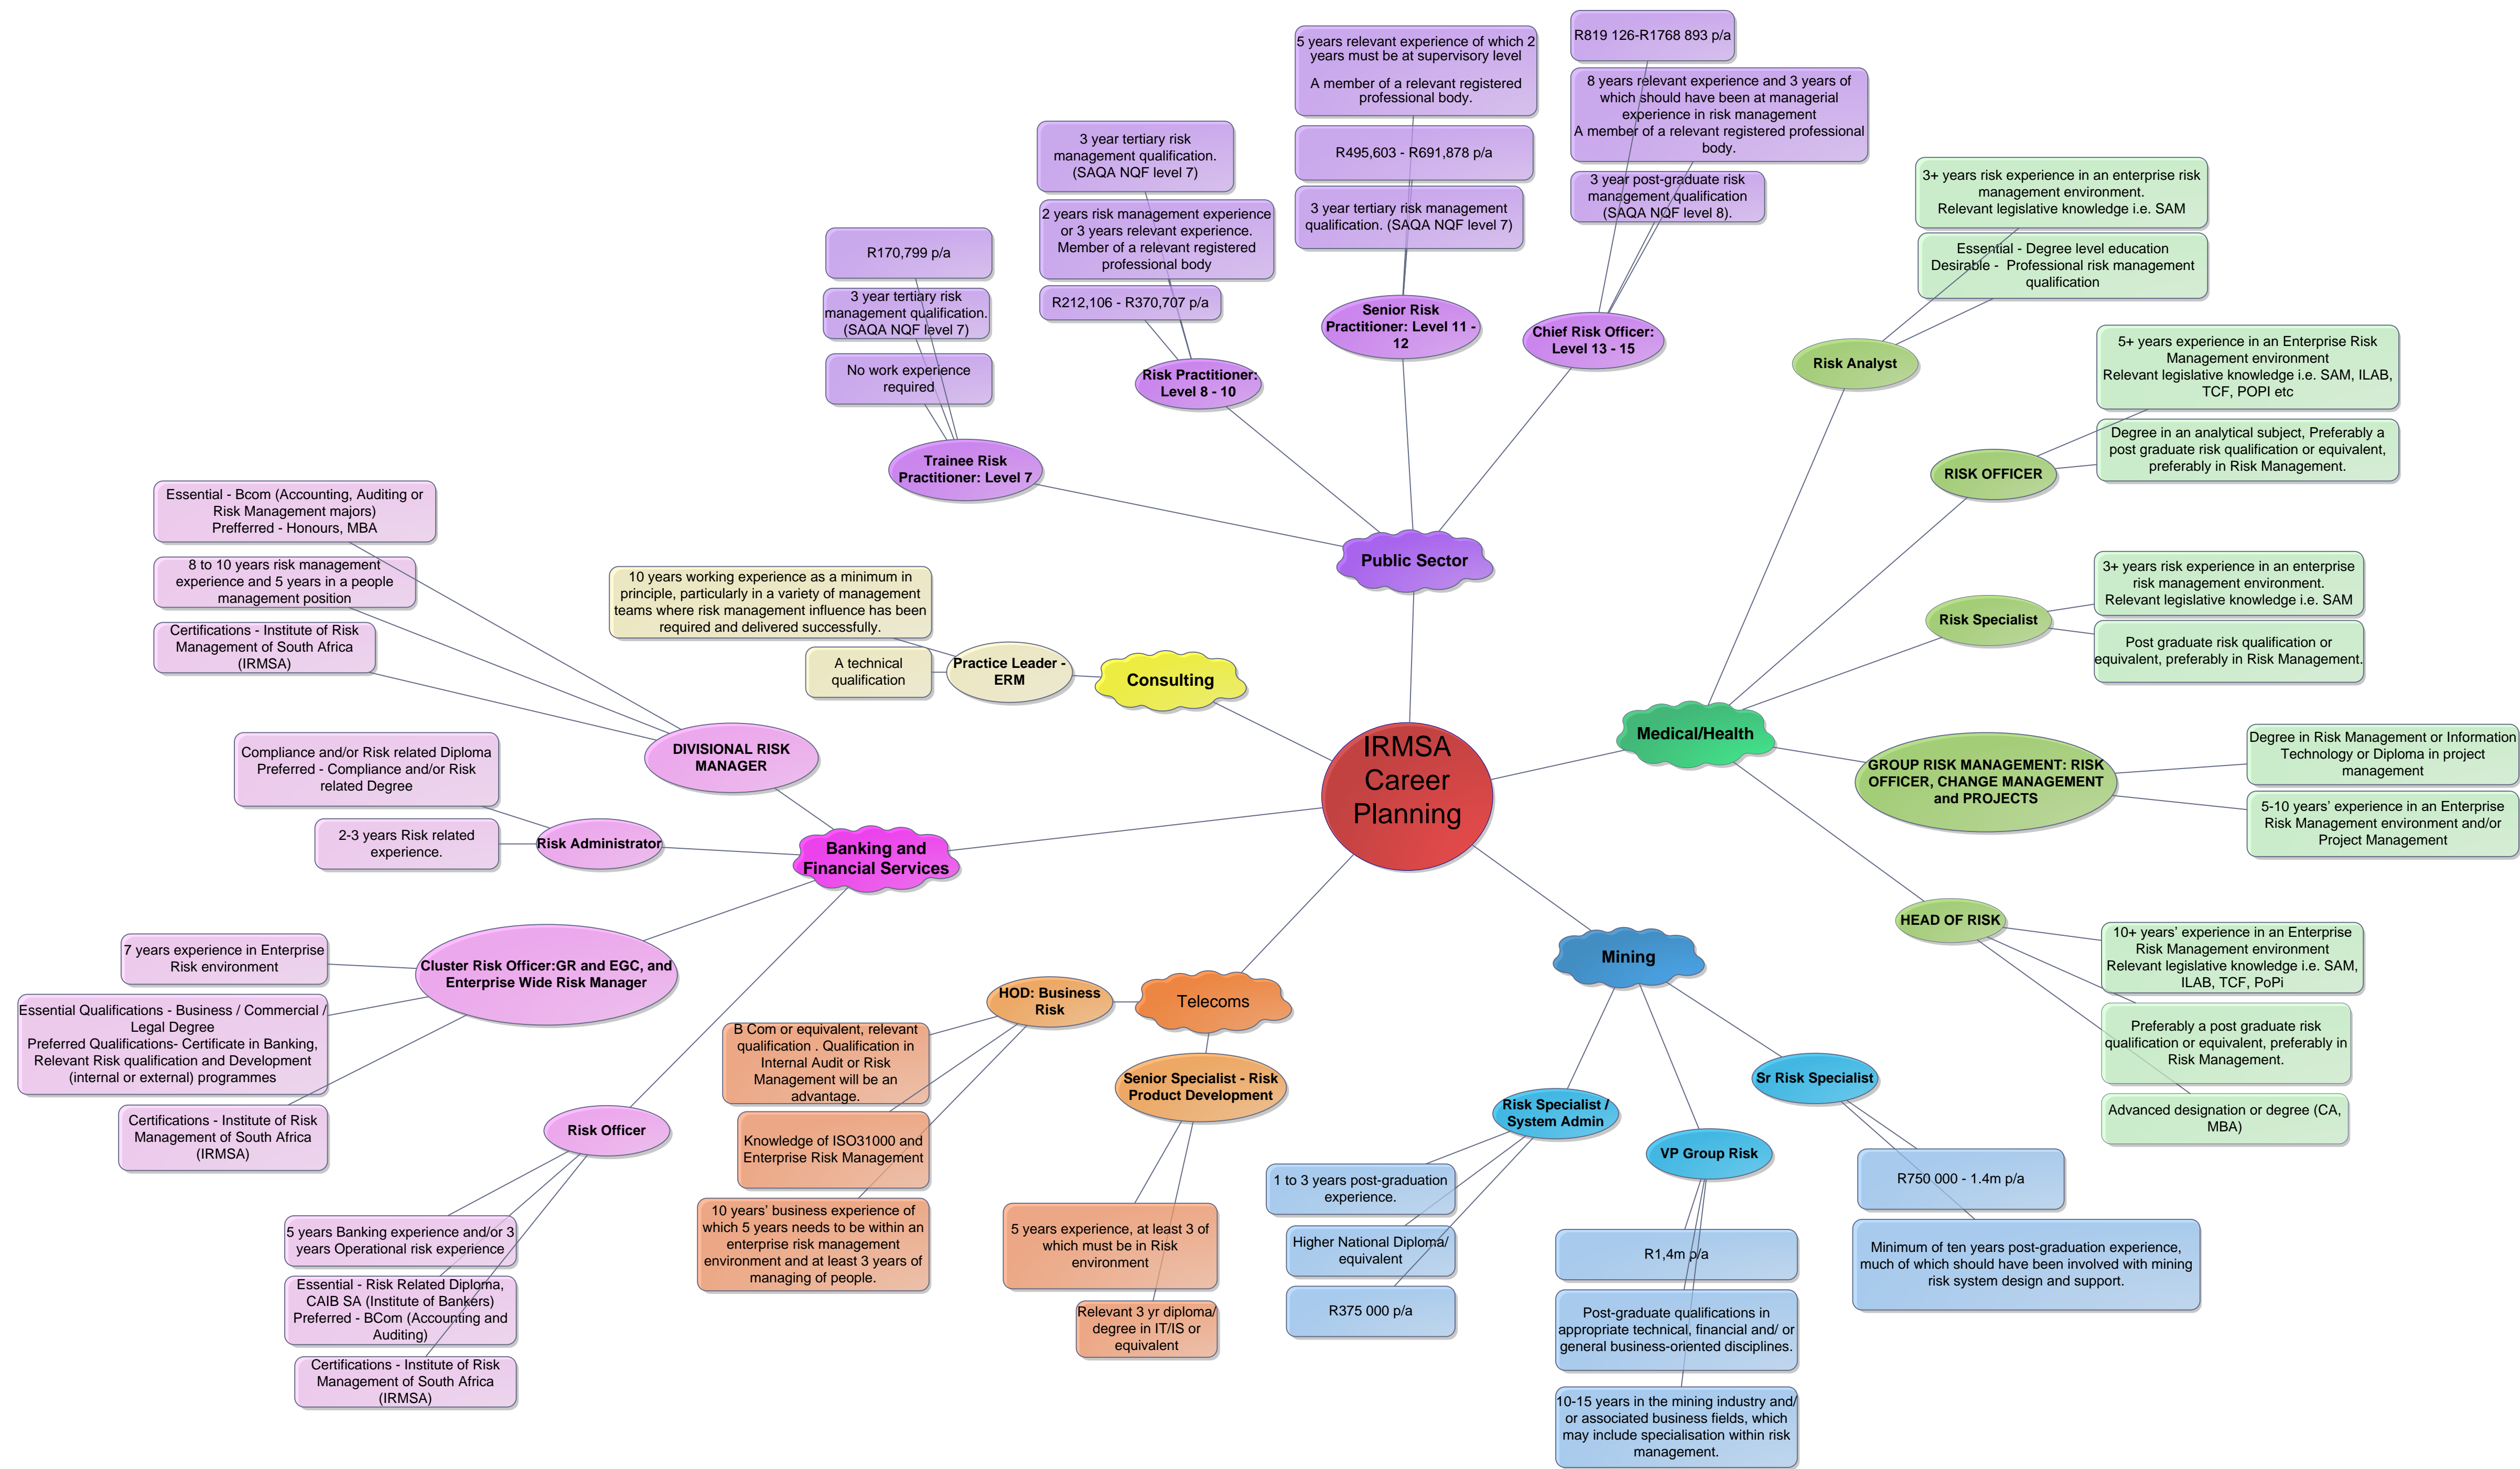 IRMSA
Career
Planning
Public Sector
Trainee Risk
Practitioner: Level 7
R170,799 p/a
3 year tertiary risk
management qualification.
(SAQA NQF level 7)
No work experience
required
Risk Practitioner:
Level 8 - 10
3 year tertiary risk
management qualification.
(SAQA NQF level 7)
2 years risk management experience
or 3 years relevant experience.
Member of a relevant registered
professional body
R212,106 - R370,707 p/a
Senior Risk
Practitioner: Level 11 -
12
5 years relevant experience of which 2
years must be at supervisory level
A member of a relevant registered
professional body.
R495,603 - R691,878 p/a
3 year tertiary risk management
qualification. (SAQA NQF level 7)
Chief Risk Officer:
Level 13 - 15
R819 126-R1768 893 p/a
8 years relevant experience and 3 years of
which should have been at managerial
experience in risk management
A member of a relevant registered professional
body.
3 year post-graduate risk
management qualification
(SAQA NQF level 8).
Medical/Health
Risk Analyst
3+ years risk experience in an enterprise risk
management environment.
Relevant legislative knowledge i.e. SAM
Essential - Degree level education
Desirable -  Professional risk management
qualification
RISK OFFICER
5+ years experience in an Enterprise Risk
Management environment
Relevant legislative knowledge i.e. SAM, ILAB,
TCF, POPI etc
Degree in an analytical subject, Preferably a
post graduate risk qualification or equivalent,
preferably in Risk Management.
Risk Specialist
3+ years risk experience in an enterprise
risk management environment.
Relevant legislative knowledge i.e. SAM
Post graduate risk qualification or
equivalent, preferably in Risk Management.
GROUP RISK MANAGEMENT: RISK
OFFICER, CHANGE MANAGEMENT
and PROJECTS
Degree in Risk Management or Information
Technology or Diploma in project
management
5-10 years’ experience in an Enterprise
Risk Management environment and/or
Project Management
HEAD OF RISK
10+ years’ experience in an Enterprise
Risk Management environment
Relevant legislative knowledge i.e. SAM,
ILAB, TCF, PoPi
Preferably a post graduate risk
qualification or equivalent, preferably in
Risk Management.
Advanced designation or degree (CA,
MBA)
Mining
Sr Risk Specialist
R750 000 - 1.4m p/a
Minimum of ten years post-graduation experience,
much of which should have been involved with mining
risk system design and support.
VP Group Risk
R1,4m p/a
Post-graduate qualifications in
appropriate technical, financial and/ or
general business-oriented disciplines.
10-15 years in the mining industry and/
or associated business fields, which
may include specialisation within risk
management.
Risk Specialist /
System Admin
1 to 3 years post-graduation
experience.
Higher National Diploma/
equivalent
R375 000 p/a
Telecoms
Senior Specialist - Risk
Product Development
5 years experience, at least 3 of
which must be in Risk
environment
Relevant 3 yr diploma/
degree in IT/IS or
equivalent
HOD: Business
Risk
B Com or equivalent, relevant
qualification . Qualification in
Internal Audit or Risk
Management will be an
advantage.
Knowledge of ISO31000 and
Enterprise Risk Management
10 years’ business experience of
which 5 years needs to be within an
enterprise risk management
environment and at least 3 years of
managing of people.
Banking and
Financial Services
Risk Officer
5 years Banking experience and/or 3
years Operational risk experience
Essential - Risk Related Diploma,
CAIB SA (Institute of Bankers)
Preferred - BCom (Accounting and
Auditing)
Certifications - Institute of Risk
Management of South Africa
(IRMSA)
Cluster Risk Officer:GR and EGC, and
Enterprise Wide Risk Manager
7 years experience in Enterprise
Risk environment
Essential Qualifications - Business / Commercial /
Legal Degree
Preferred Qualifications- Certificate in Banking,
Relevant Risk qualification and Development
(internal or external) programmes
Certifications - Institute of Risk
Management of South Africa
(IRMSA)
Risk Administrator
Compliance and/or Risk related Diploma
Preferred - Compliance and/or Risk
related Degree
2-3 years Risk related
experience.
DIVISIONAL RISK
MANAGER
Essential - Bcom (Accounting, Auditing or
Risk Management majors)
Prefferred - Honours, MBA
8 to 10 years risk management
experience and 5 years in a people
management position
Certifications - Institute of Risk
Management of South Africa
(IRMSA)
Consulting
Practice Leader -
ERM
10 years working experience as a minimum in
principle, particularly in a variety of management
teams where risk management influence has been
required and delivered successfully.
A technical
qualification